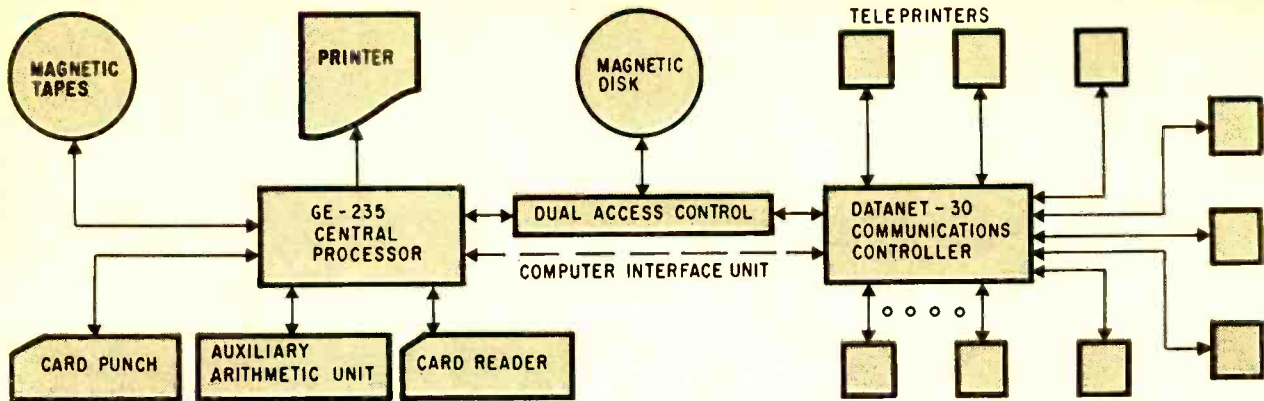 TELEPRINTERS
MAGNETIC
TAPES
PRINTER
MAGNETIC
DISK
GE-235
CENTRAL
PROCESSOR
DUAL ACCESS CONTROL
COMPUTER INTERFACE UNIT
DATANET-30
COMMUNICATIONS
CONTROLLER
CARD PUNCH
AUXILIARY
ARITHMETIC UNIT
CARD READER